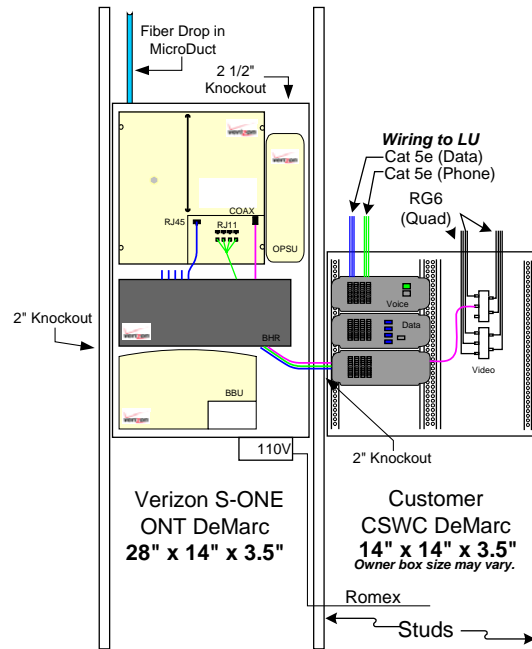 Fiber Drop in
MicroDuct
2 1/2"
Knockout
Wiring to LU
Cat 5e (Data)
Cat 5e (Phone)
RG6
(Quad)
COAX
RJ45
RJ11
OPSU
Voice
Data
Video
2" Knockout
BHR
BBU
110V
2" Knockout
Verizon S-ONE
ONT DeMarc
28" x 14" x 3.5"
Customer
CSWC DeMarc
14" x 14" x 3.5"
Owner box size may vary.
Romex
Studs